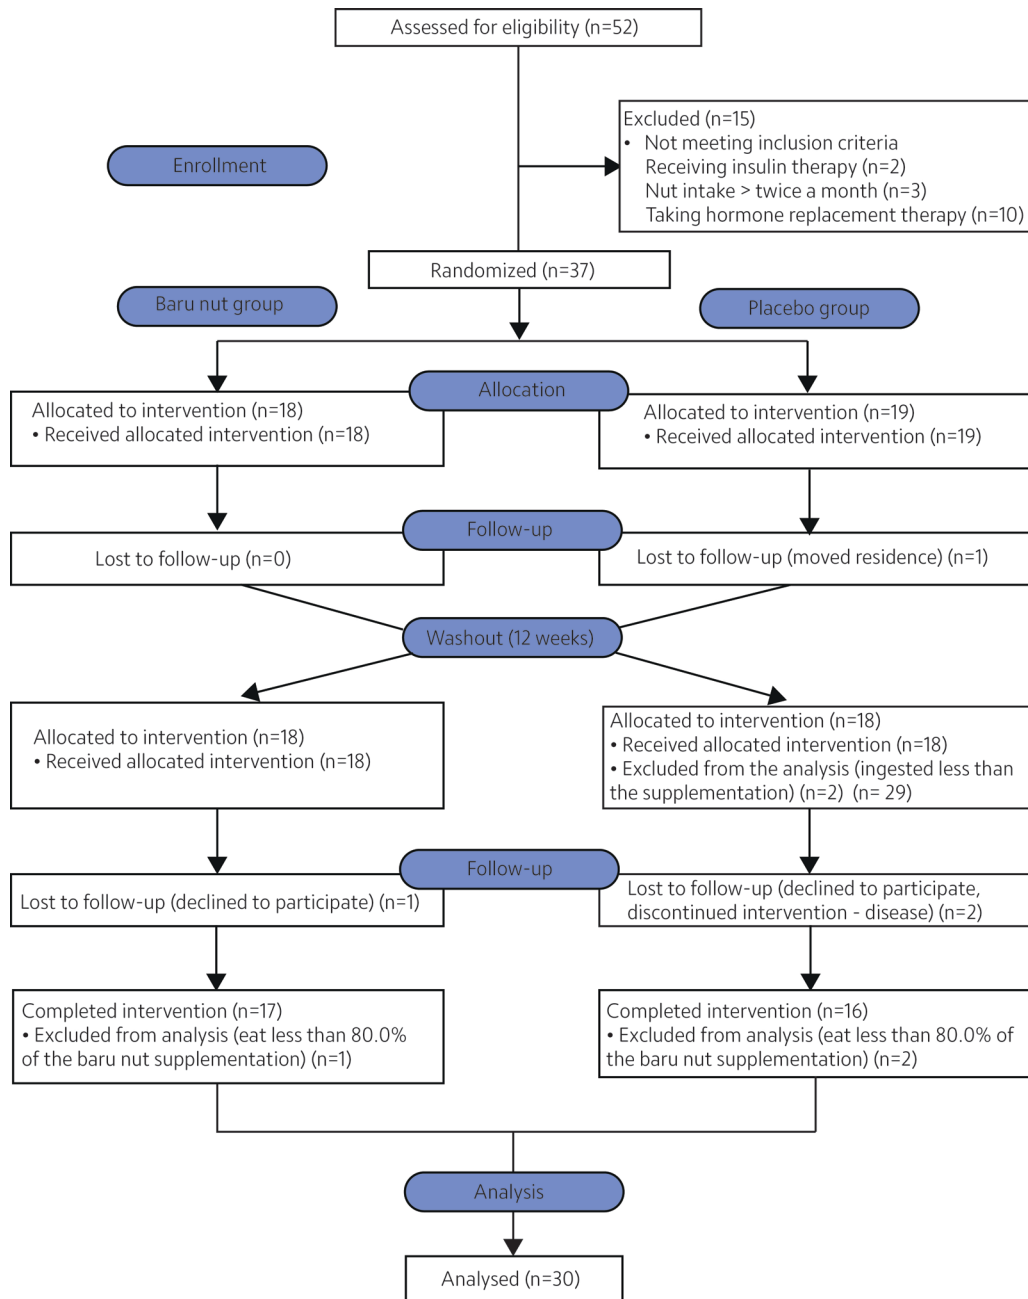 Assessed for eligibility (n=52)
Excluded (n=15)
• Not meeting inclusion criteria
Receiving insulin therapy (n=2)
Nut intake > twice a month (n=3)
Taking hormone replacement therapy (n=10)
Enrollment
Randomized (n=37)
Baru nut group
Placebo group
Allocation
Allocated to intervention (n=18)
• Received allocated intervention (n=18)
Allocated to intervention (n=19)
• Received allocated intervention (n=19)
Follow-up
Lost to follow-up (n=0)
Lost to follow-up (moved residence) (n=1)
Washout (12 weeks)
Allocated to intervention (n=18)
• Received allocated intervention (n=18)
Allocated to intervention (n=18)
• Received allocated intervention (n=18)
• Excluded from the analysis (ingested less than
the supplementation) (n=2) (n= 29)
Follow-up
Lost to follow-up (declined to participate) (n=1)
Lost to follow-up (declined to participate,
discontinued intervention - disease) (n=2)
Completed intervention (n=17)
• Excluded from analysis (eat less than 80.0%
of the baru nut supplementation) (n=1)
Completed intervention (n=16)
• Excluded from analysis (eat less than 80.0% of
the baru nut supplementation) (n=2)
Analysis
Analysed (n=30)